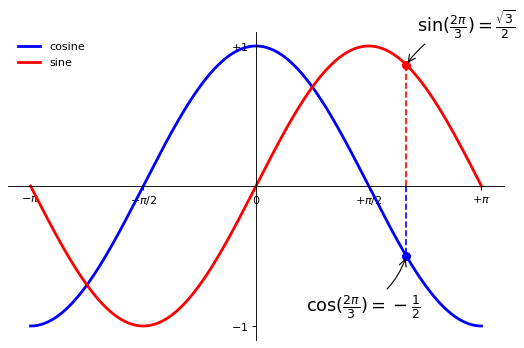 sin(2π/3) = √3/2
cosine
sine
+1
−π
−π/2
0
+π/2
+π
cos(2π/3) = −1/2
−1